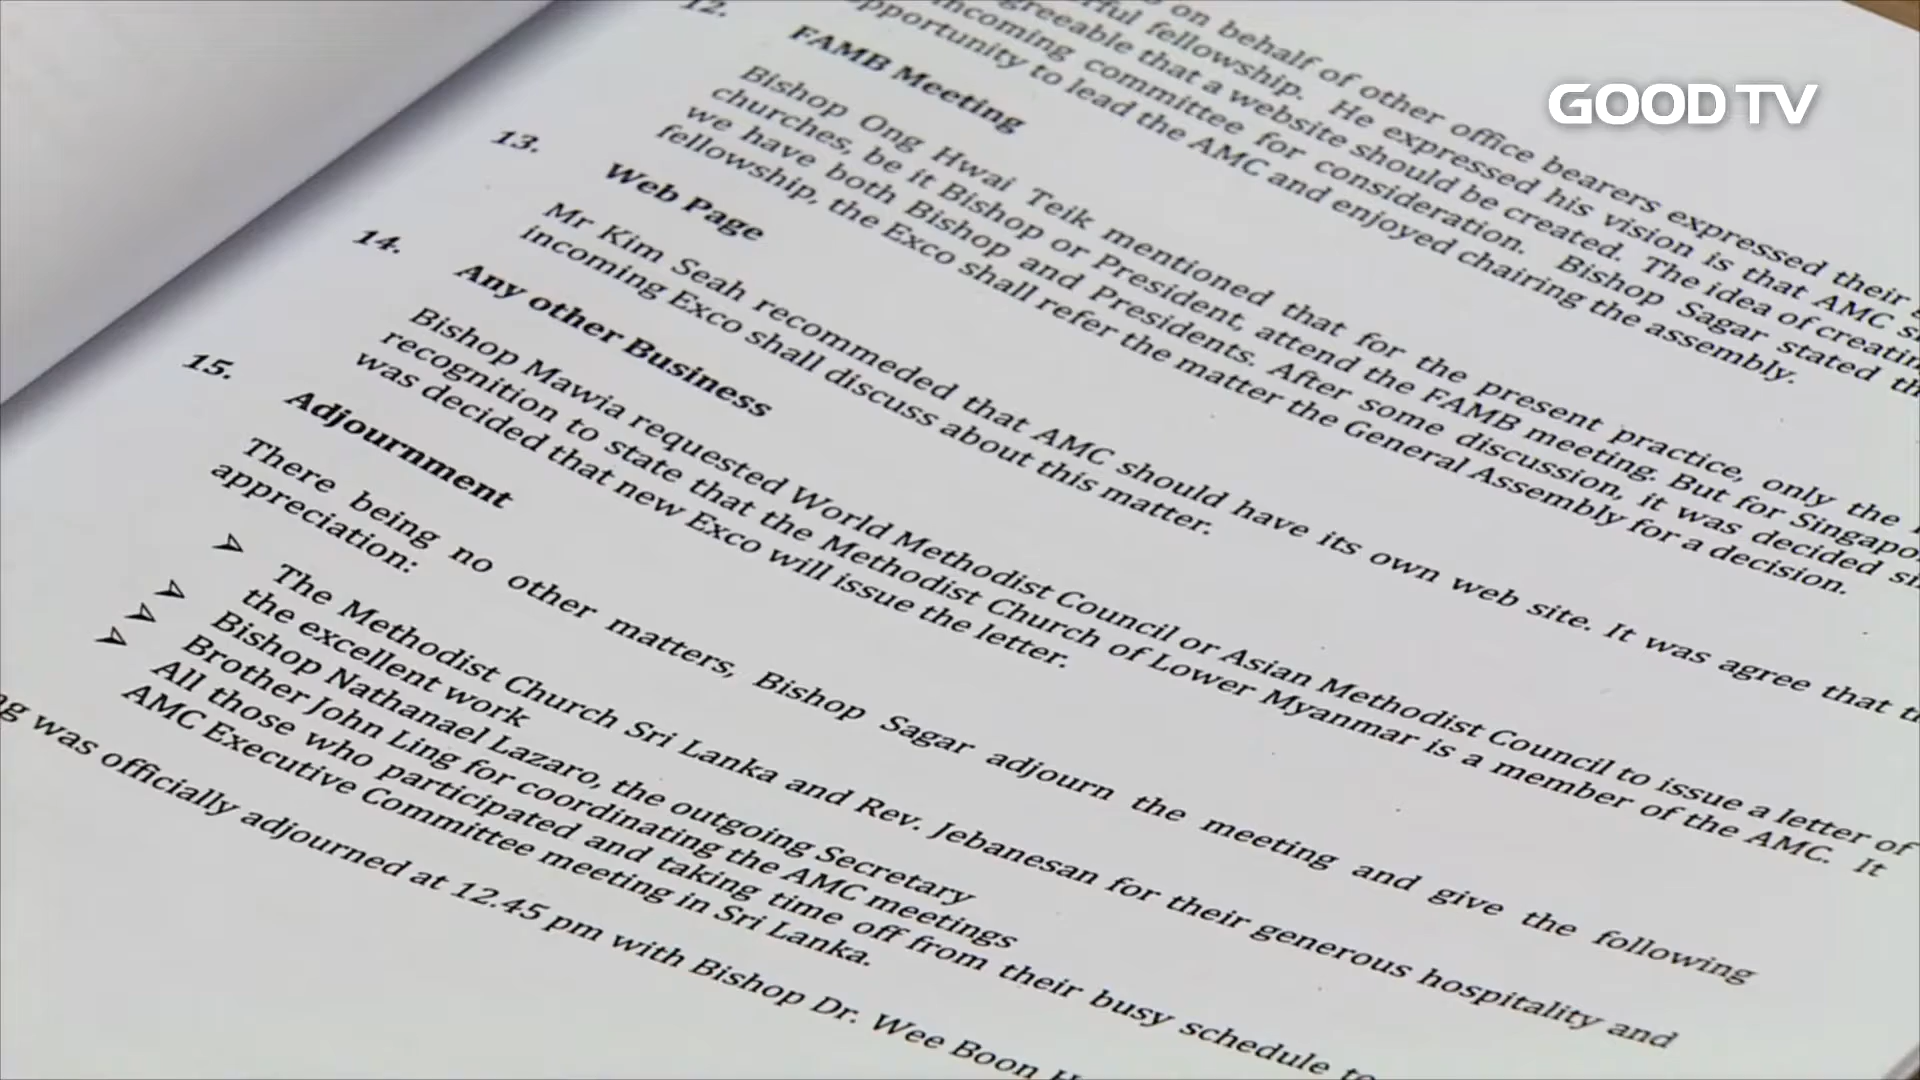 GOOD TV
on behalf of other office bearers expressed their
fellowship. He expressed his vision is that AMC
agreeable that a website should be created. The idea of creating
incoming committee for consideration. Bishop Sagar stated
opportunity to lead the AMC and enjoyed chairing the assembly.
12. FAMB Meeting
Bishop Ong Hwai Teik mentioned that for the present practice, only the
churches, be it Bishop or President, attend the FAMB meeting. But for
we have both Bishop and Presidents. After some discussion, it was decided
fellowship, the Exco shall refer the matter the General Assembly for a decision.
13. Web Page
Mr Kim Seah recommeded that AMC should have its own web site. It was agree that
incoming Exco shall discuss about this matter.
14. Any other Business
Bishop Mawia requested World Methodist Council or Asian Methodist Council to issue a letter of
recognition to state that the Methodist Church of Lower Myanmar is a member of the AMC. It
was decided that new Exco will issue the letter.
15. Adjournment
There being no other matters, Bishop Sagar adjourn the meeting and give the following
appreciation:
➢ The Methodist Church Sri Lanka and Rev. Jebanesan for their generous hospitality and
the excellent work
➢ Bishop Nathanael Lazaro, the outgoing Secretary
➢ Brother John Ling for coordinating the AMC meetings
➢ All those who participated and taking time off from their busy schedule
AMC Executive Committee meeting in Sri Lanka.
was officially adjourned at 12.45 pm with Bishop Dr. Wee Boon